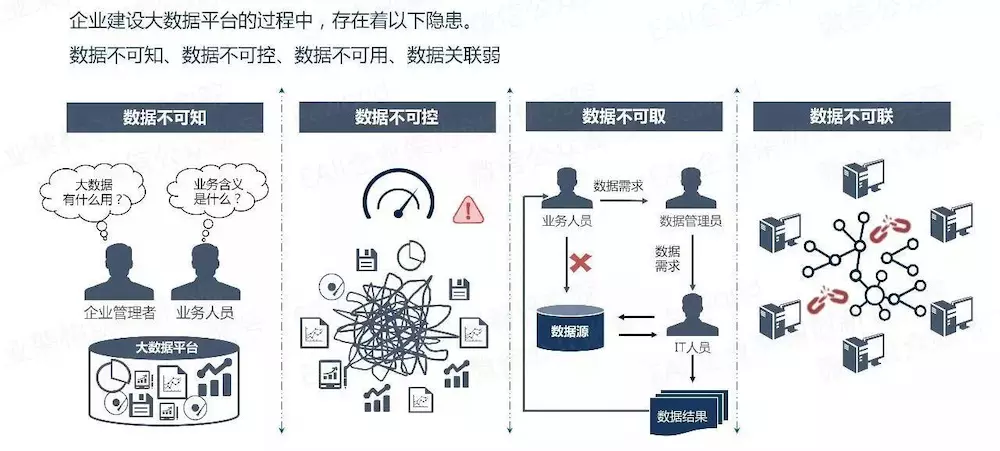 企业建设大数据平台的过程中，存在着以下隐患。
数据不可知、数据不可控、数据不可用、数据关联弱
数据不可知
大数据
有什么用？
业务含义
是什么？
企业管理者
业务人员
大数据平台
数据不可控
数据不可取
业务人员
数据需求
数据管理员
数据
需求
数据源
IT人员
数据结果
数据不可联